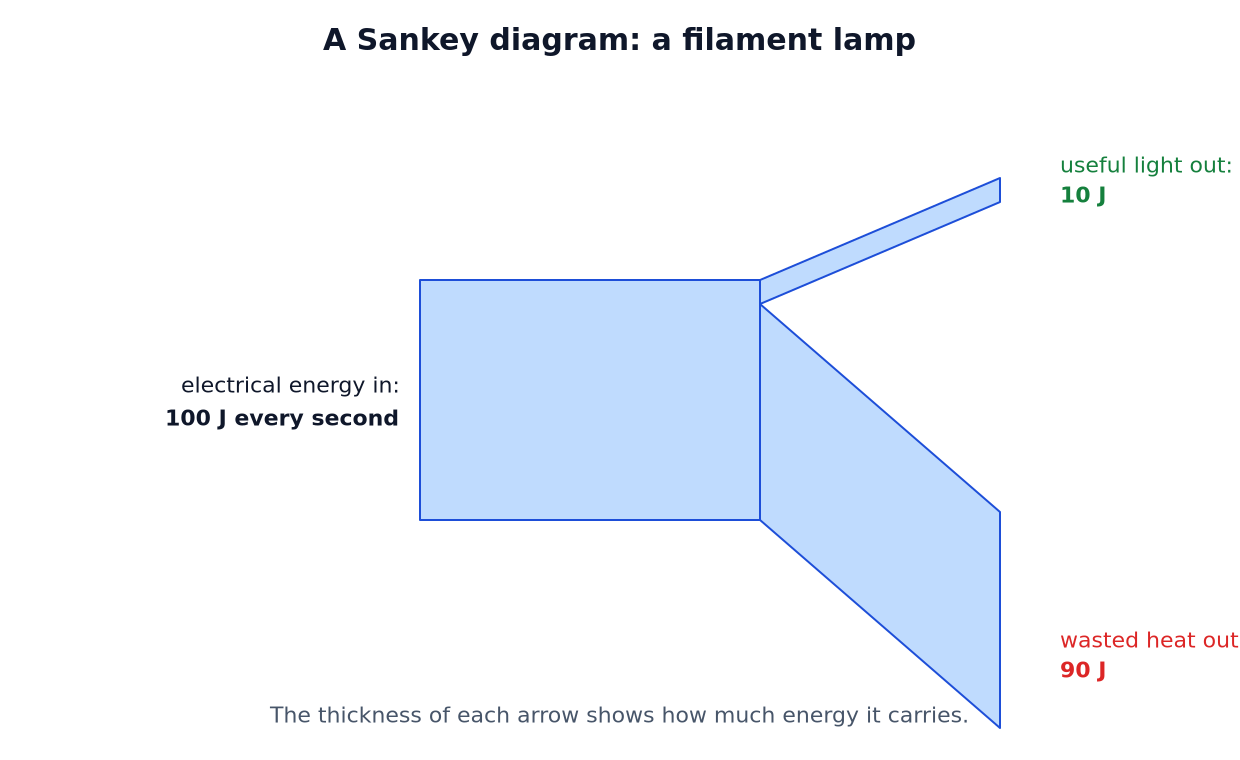 A Sankey diagram: a filament lamp
useful light out:
10 J
electrical energy in:
100 J every second
wasted heat out
90 J
The thickness of each arrow shows how much energy it carries.